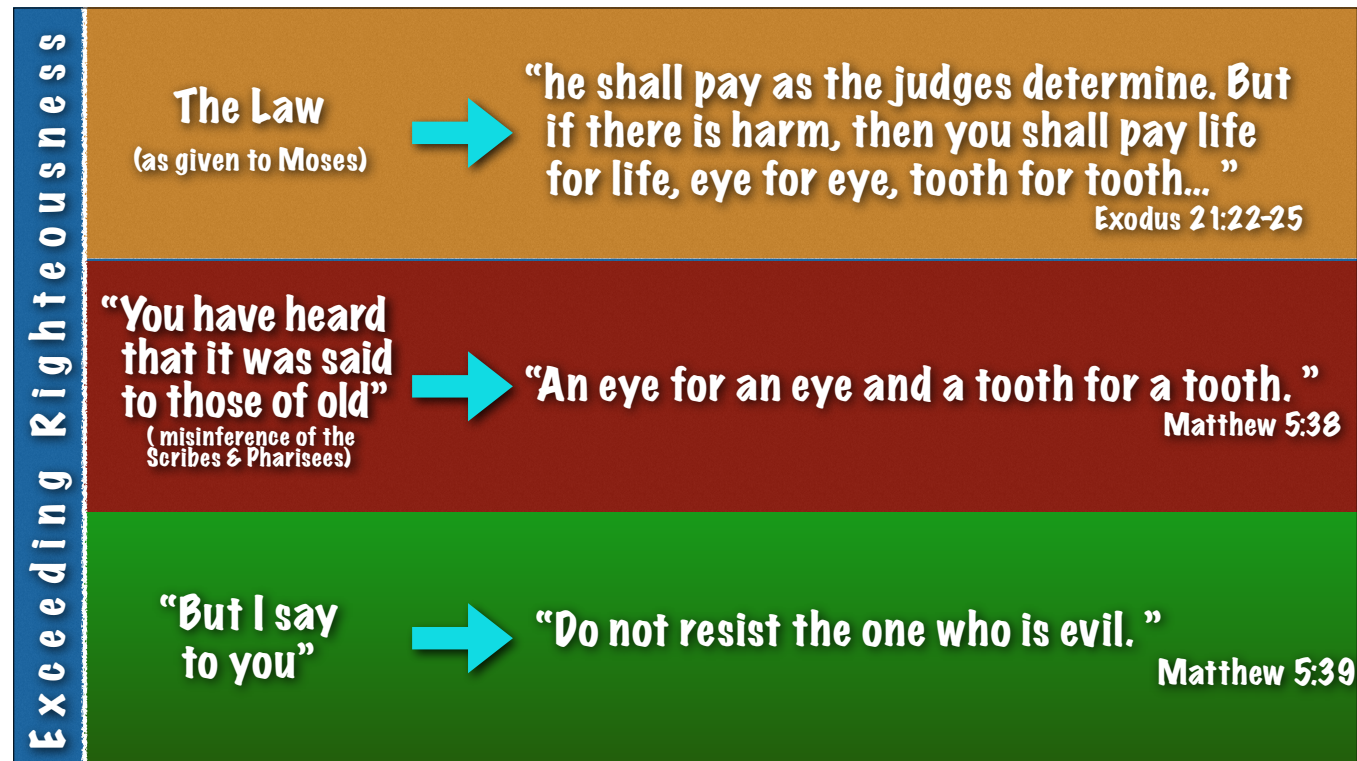 Exceeding Righteousness
The Law
(as given to Moses)
“he shall pay as the judges determine. But
if there is harm, then you shall pay life
for life, eye for eye, tooth for tooth... ”
Exodus 21:22-25
“You have heard
that it was said
to those of old”
( misinference of the
Scribes & Pharisees)
“An eye for an eye and a tooth for a tooth. ”
Matthew 5:38
“But I say
to you”
“Do not resist the one who is evil. ”
Matthew 5:39